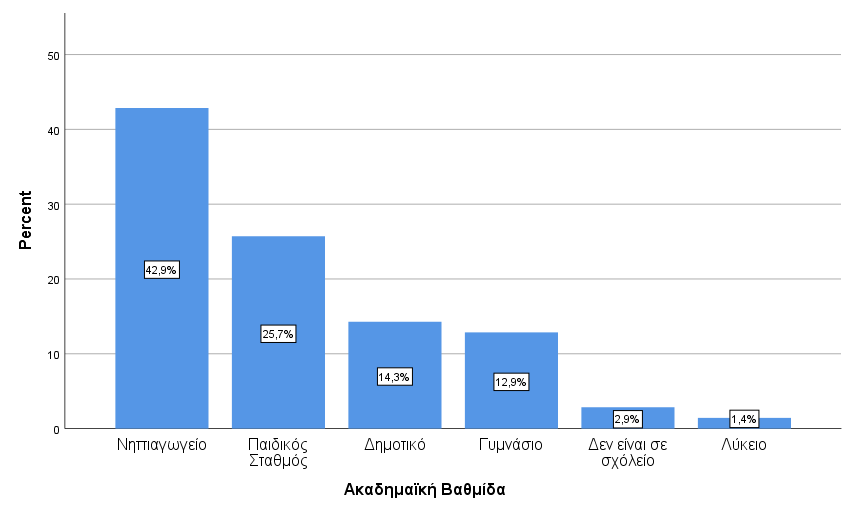 50
40
30
20
10
0
Percent
42,9%
25,7%
14,3%
12,9%
2,9%
1,4%
Νηπιαγωγείο
Παιδικός
Σταθμός
Δημοτικό
Γυμνάσιο
Δεν είναι σε
σχόλείο
Λύκειο
Ακαδημαϊκή Βαθμίδα